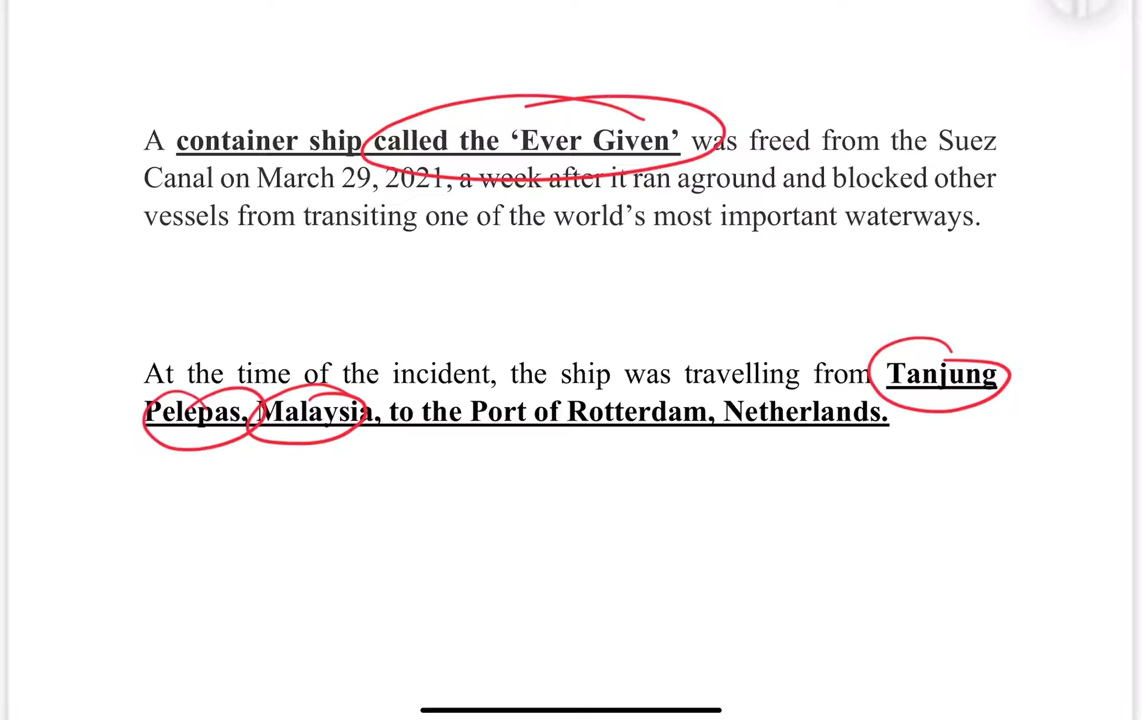 A container ship called the ‘Ever Given’ was freed from the Suez
Canal on March 29, 2021, a week after it ran aground and blocked other
vessels from transiting one of the world’s most important waterways.
At the time of the incident, the ship was travelling from Tanjung
Pelepas, Malaysia, to the Port of Rotterdam, Netherlands.